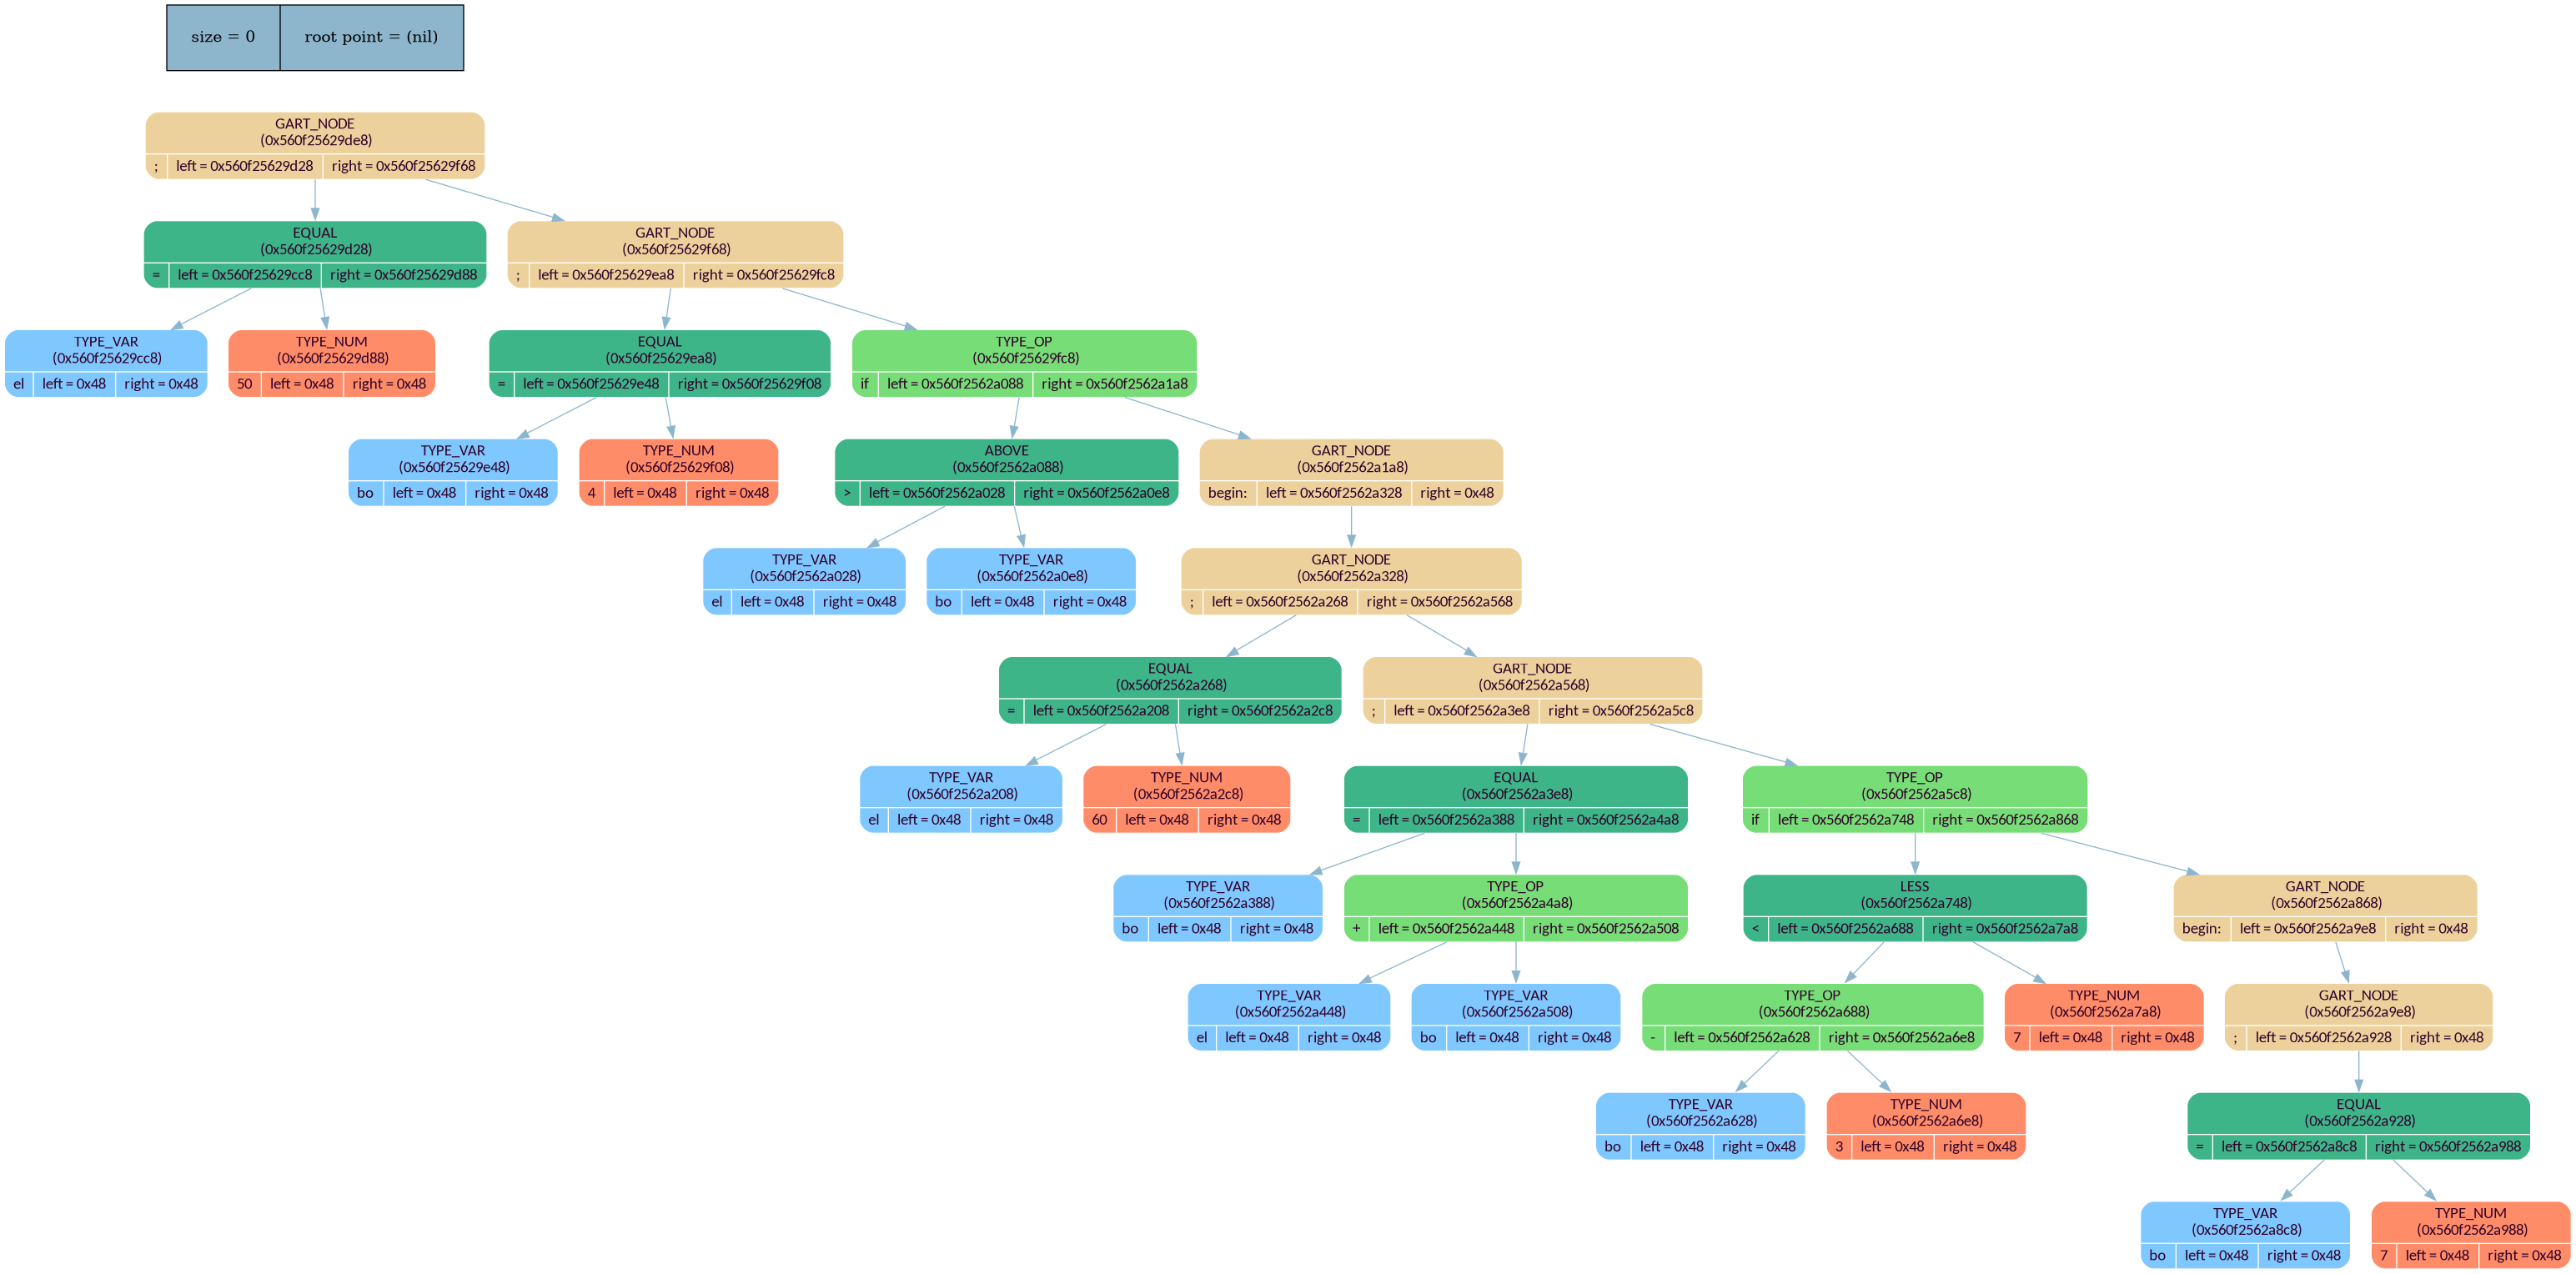 size = 0 root point = (nil)
GART_NODE
(0x560f25629de8)
; left = 0x560f25629d28 right = 0x560f25629f68
EQUAL
(0x560f25629d28)
= left = 0x560f25629cc8 right = 0x560f25629d88
GART_NODE
(0x560f25629f68)
; left = 0x560f25629ea8 right = 0x560f25629fc8
TYPE_VAR
(0x560f25629cc8)
el left = 0x48 right = 0x48
TYPE_NUM
(0x560f25629d88)
50 left = 0x48 right = 0x48
EQUAL
(0x560f25629ea8)
= left = 0x560f25629e48 right = 0x560f25629f08
TYPE_OP
(0x560f25629fc8)
if left = 0x560f2562a088 right = 0x560f2562a1a8
TYPE_VAR
(0x560f25629e48)
bo left = 0x48 right = 0x48
TYPE_NUM
(0x560f25629f08)
4 left = 0x48 right = 0x48
ABOVE
(0x560f2562a088)
> left = 0x560f2562a028 right = 0x560f2562a0e8
GART_NODE
(0x560f2562a1a8)
begin: left = 0x560f2562a328 right = 0x48
TYPE_VAR
(0x560f2562a028)
el left = 0x48 right = 0x48
TYPE_VAR
(0x560f2562a0e8)
bo left = 0x48 right = 0x48
GART_NODE
(0x560f2562a328)
; left = 0x560f2562a268 right = 0x560f2562a568
EQUAL
(0x560f2562a268)
= left = 0x560f2562a208 right = 0x560f2562a2c8
GART_NODE
(0x560f2562a568)
; left = 0x560f2562a3e8 right = 0x560f2562a5c8
TYPE_VAR
(0x560f2562a208)
el left = 0x48 right = 0x48
TYPE_NUM
(0x560f2562a2c8)
60 left = 0x48 right = 0x48
EQUAL
(0x560f2562a3e8)
= left = 0x560f2562a388 right = 0x560f2562a4a8
TYPE_OP
(0x560f2562a5c8)
if left = 0x560f2562a748 right = 0x560f2562a868
TYPE_VAR
(0x560f2562a388)
bo left = 0x48 right = 0x48
TYPE_OP
(0x560f2562a4a8)
+ left = 0x560f2562a448 right = 0x560f2562a508
LESS
(0x560f2562a748)
< left = 0x560f2562a688 right = 0x560f2562a7a8
GART_NODE
(0x560f2562a868)
begin: left = 0x560f2562a9e8 right = 0x48
TYPE_VAR
(0x560f2562a448)
el left = 0x48 right = 0x48
TYPE_VAR
(0x560f2562a508)
bo left = 0x48 right = 0x48
TYPE_OP
(0x560f2562a688)
- left = 0x560f2562a628 right = 0x560f2562a6e8
TYPE_NUM
(0x560f2562a7a8)
7 left = 0x48 right = 0x48
GART_NODE
(0x560f2562a9e8)
; left = 0x560f2562a928 right = 0x48
TYPE_VAR
(0x560f2562a628)
bo left = 0x48 right = 0x48
TYPE_NUM
(0x560f2562a6e8)
3 left = 0x48 right = 0x48
EQUAL
(0x560f2562a928)
= left = 0x560f2562a8c8 right = 0x560f2562a988
TYPE_VAR
(0x560f2562a8c8)
bo left = 0x48 right = 0x48
TYPE_NUM
(0x560f2562a988)
7 left = 0x48 right = 0x48